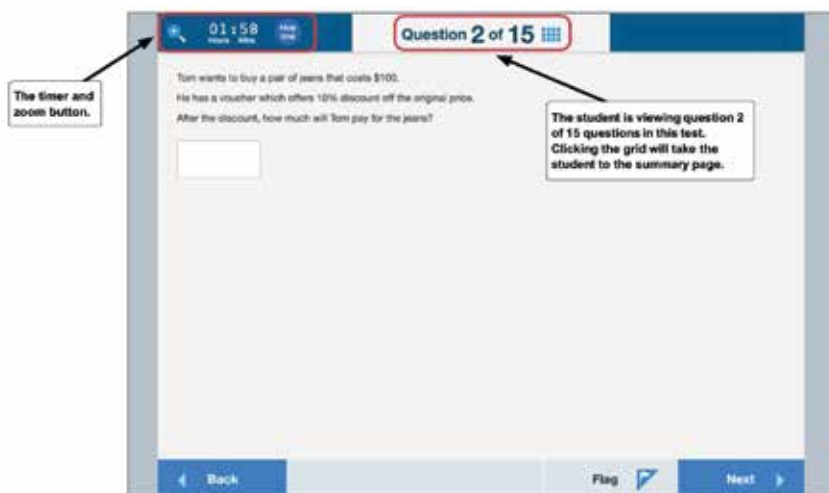 01:58
Hours Mins
Hide
time
Question 2 of 15
The timer and
zoom button.
Tom wants to buy a pair of jeans that costs $100.
He has a voucher which offers 10% discount off the original price.
After the discount, how much will Tom pay for the jeans?
The student is viewing question 2
of 15 questions in this test.
Clicking the grid will take the
student to the summary page.
Back
Flag
Next